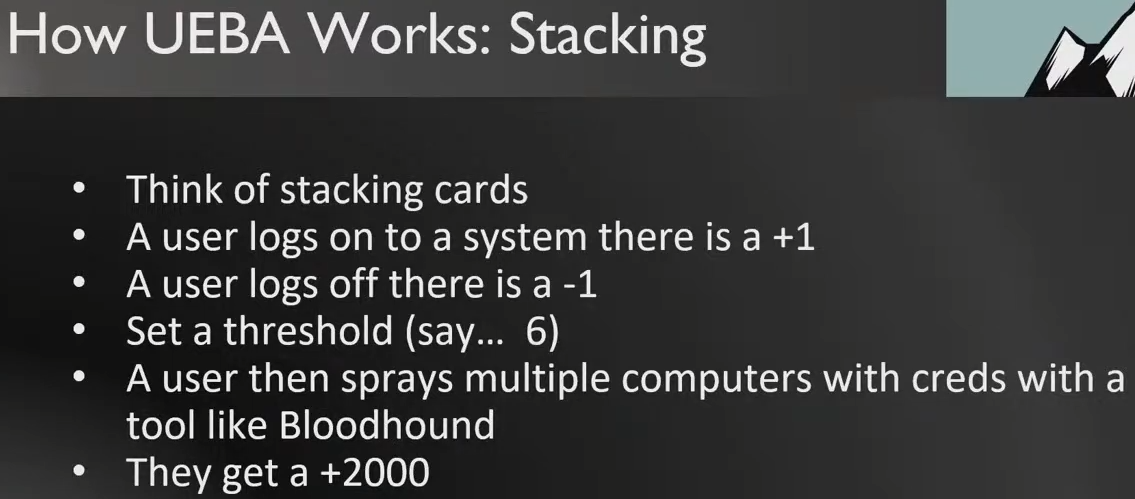 How UEBA Works: Stacking
• Think of stacking cards
• A user logs on to a system there is a +1
• A user logs off there is a -1
• Set a threshold (say… 6)
• A user then sprays multiple computers with creds with a
tool like Bloodhound
• They get a +2000